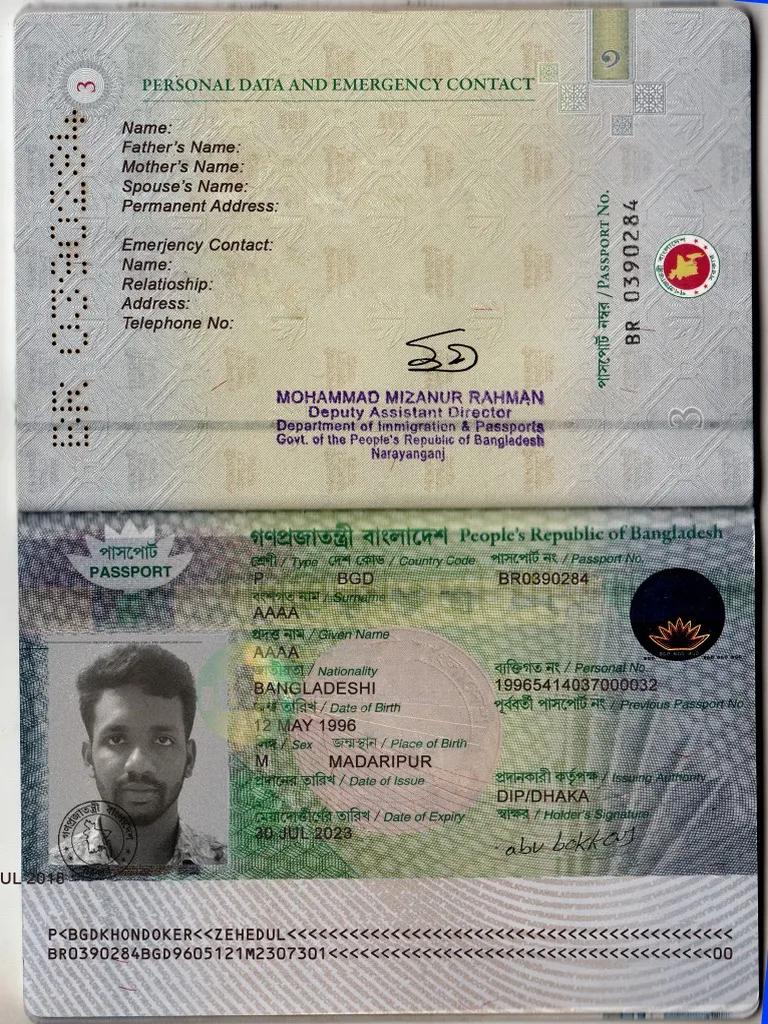 3
PERSONAL DATA AND EMERGENCY CONTACT
Name:
Father's Name:
Mother's Name:
Spouse's Name:
Permanent Address:
Emerjency Contact:
Name:
Relatioship:
Address:
Telephone No:
BR 0390284
পাসপোর্ট নম্বর / PASSPORT No.
BR 0390284
৩
3
MOHAMMAD MIZANUR RAHMAN
Deputy Assistant Director
Department of Immigration & Passports
Govt. of the People's Republic of Bangladesh
Narayanganj
গণপ্রজাতন্ত্রী বাংলাদেশ People's Republic of Bangladesh
পাসপোর্ট
PASSPORT
শ্রেণী / Type দেশ কোড / Country Code পাসপোর্ট নং / Passport No.
P BGD BR0390284
বংশগত নাম / Surname
AAAA
প্রদত্ত নাম / Given Name
AAAA
জাতীয়তা / Nationality ব্যক্তিগত নং / Personal No.
BANGLADESHI 19965414037000032
জন্ম তারিখ / Date of Birth পূর্ববর্তী পাসপোর্ট নং / Previous Passport No
12 MAY 1996
লিঙ্গ / Sex জন্মস্থান / Place of Birth
M MADARIPUR
প্রদানের তারিখ / Date of Issue প্রদানকারী কর্তৃপক্ষ / Issuing Authority
DIP/DHAKA
মেয়াদোত্তীর্ণের তারিখ / Date of Expiry স্বাক্ষর / Holder's Signature
30 JUL 2023 abu bokkar
UL 2018
P<BGDKHONDOKER<<ZEHEDUL<<<<<<<<<<<<<<<<<<<<<
BR0390284BGD9605121M2307301<<<<<<<<<<<<<<<00